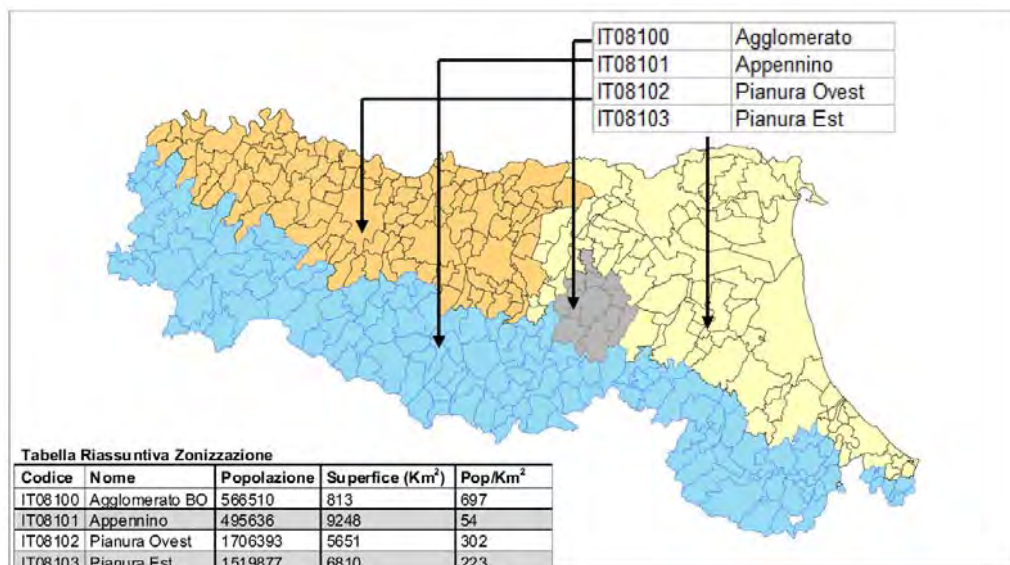 IT08100 Agglomerato
IT08101 Appennino
IT08102 Pianura Ovest
IT08103 Pianura Est
Tabella Riassuntiva Zonizzazione
Codice Nome Popolazione Superfice (Km²) Pop/Km²
IT08100 Agglomerato BO 566510 813 697
IT08101 Appennino 495636 9248 54
IT08102 Pianura Ovest 1706393 5651 302
IT08103 Pianura Est 1519877 6810 223